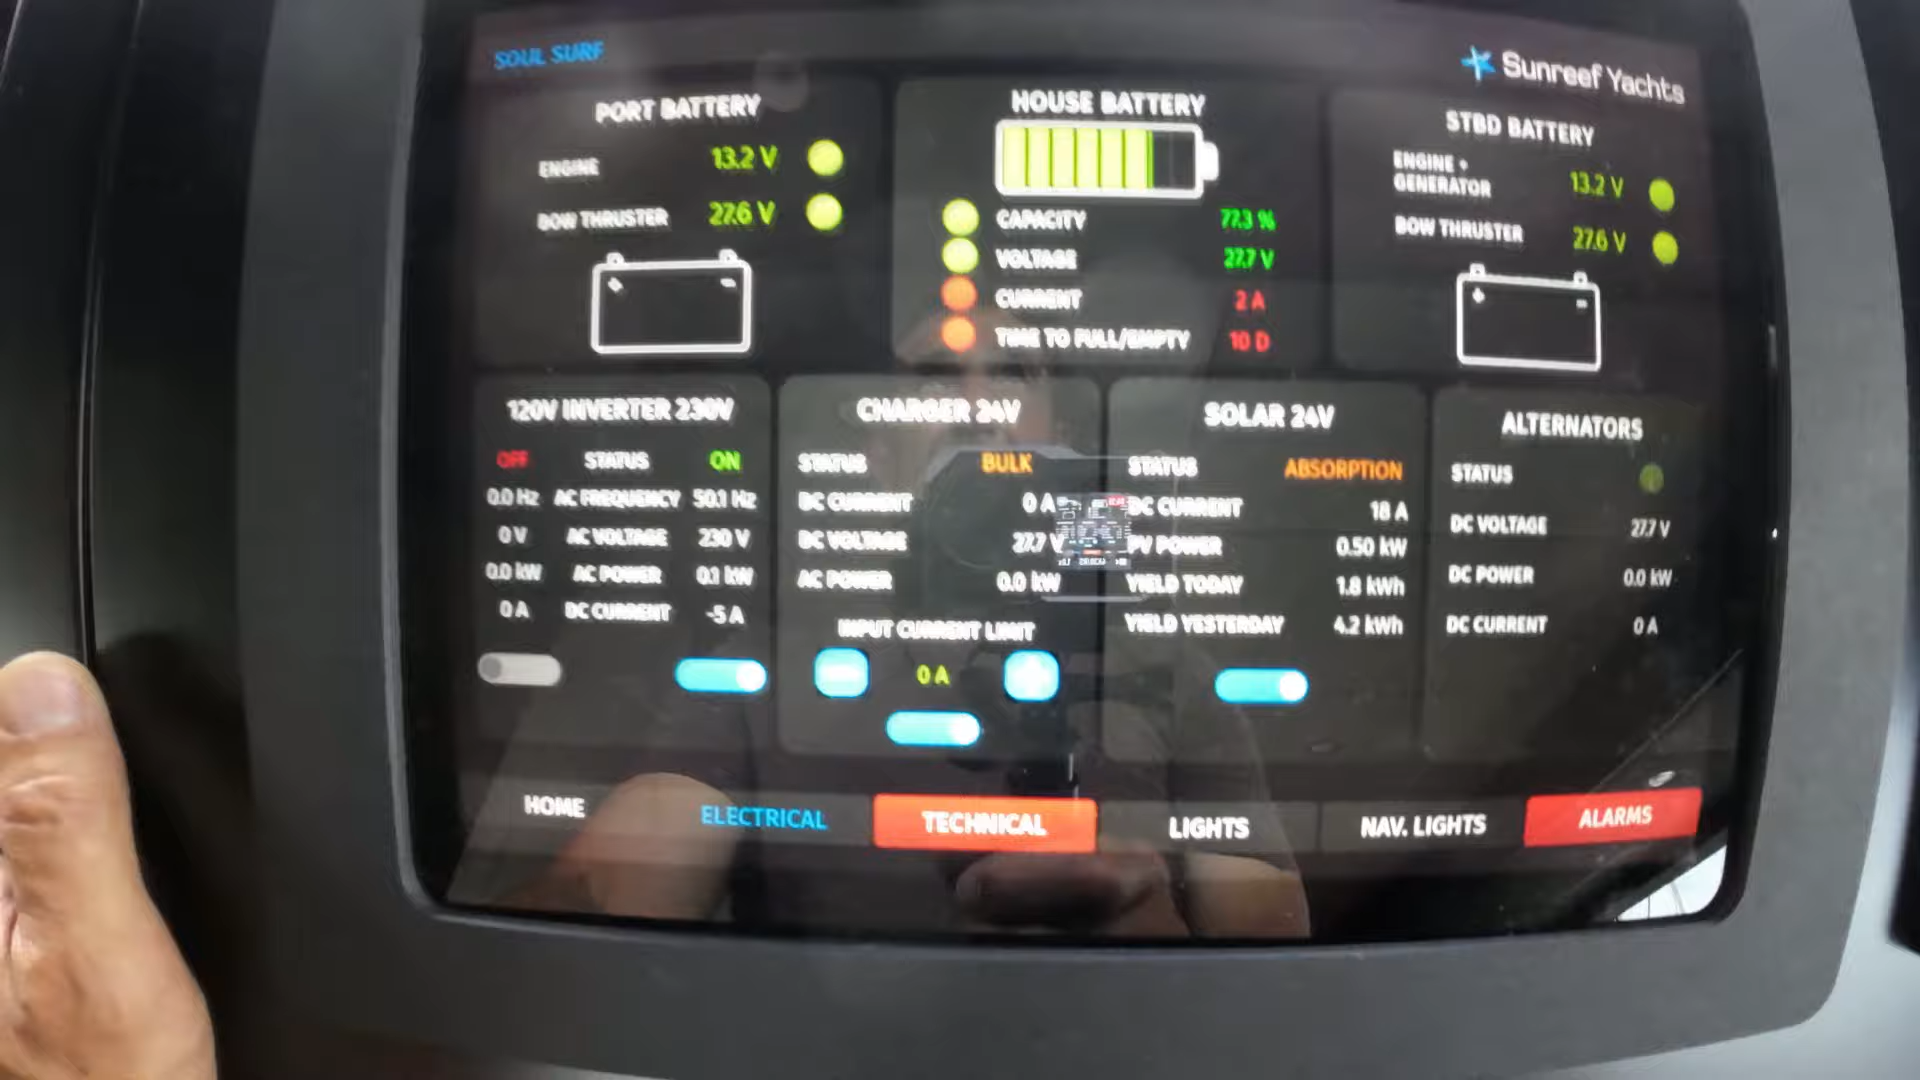 SOUL SURF
Sunreef Yachts
PORT BATTERY
ENGINE 13.2 V
BOW THRUSTER 27.6 V
HOUSE BATTERY
CAPACITY 77.3 %
VOLTAGE 27.7 V
CURRENT 2 A
TIME TO FULL/EMPTY 10 D
STBD BATTERY
ENGINE +
GENERATOR 13.2 V
BOW THRUSTER 27.6 V
120V INVERTER 230V
OFF STATUS ON
0.0 Hz AC FREQUENCY 50.1 Hz
0 V AC VOLTAGE 230 V
0.0 kW AC POWER 0.1 kW
0 A DC CURRENT -5 A
CHARGER 24V
STATUS BULK
DC CURRENT 0 A
DC VOLTAGE 27.7 V
AC POWER 0.0 kW
INPUT CURRENT LIMIT
0 A
SOLAR 24V
STATUS ABSORPTION
DC CURRENT 18 A
PV POWER 0.50 kW
YIELD TODAY 1.8 kWh
YIELD YESTERDAY 4.2 kWh
ALTERNATORS
STATUS
DC VOLTAGE 27.7 V
DC POWER 0.0 kW
DC CURRENT 0 A
HOME ELECTRICAL TECHNICAL LIGHTS NAV. LIGHTS ALARMS